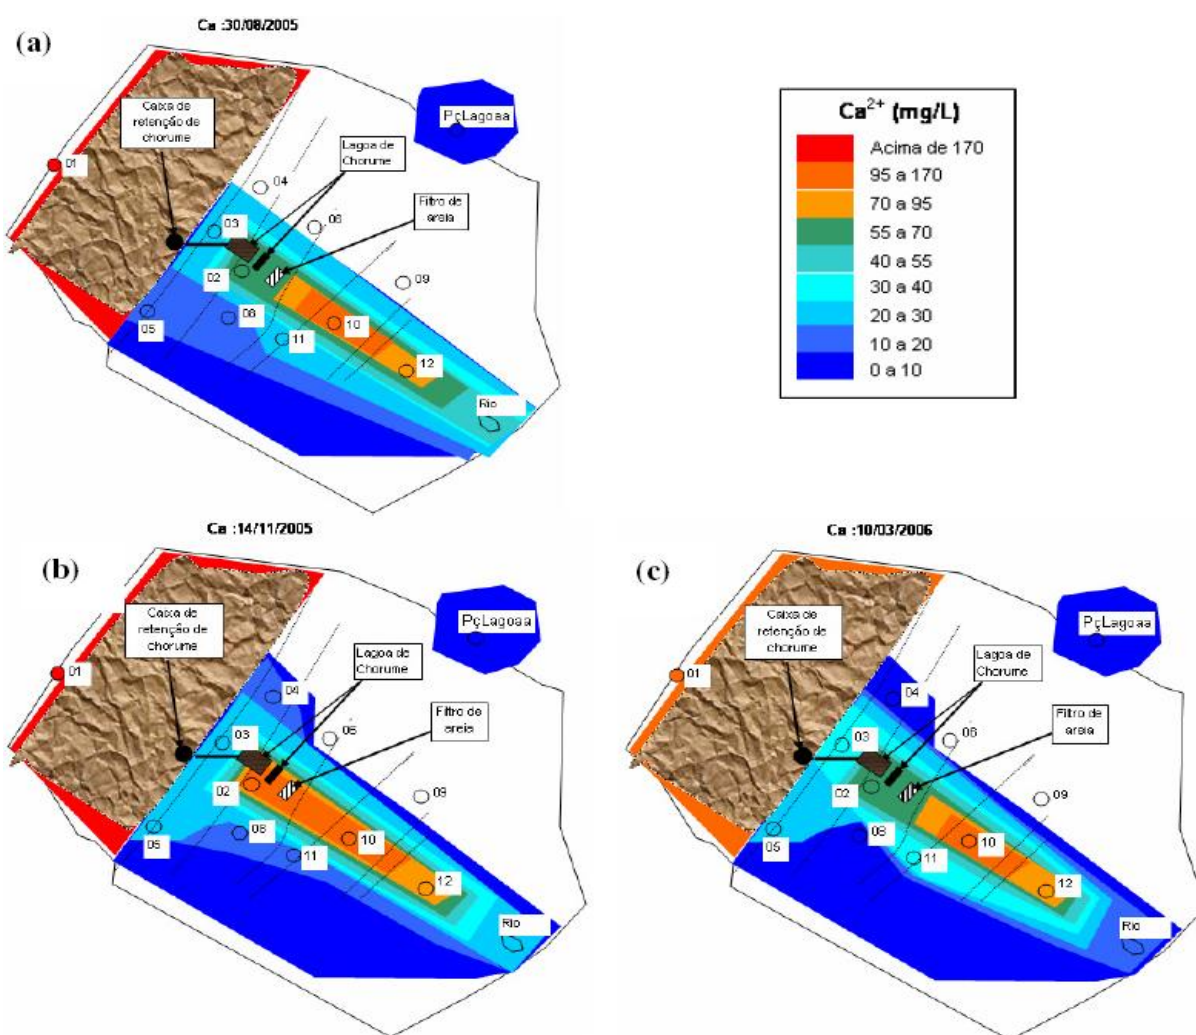 Ca :30/08/2005
(a)
Caixa de
retenção de
chorume
Lagoa de
Chorume
Filtro de
areia
PçLagoaa
01
04
03
06
02
09
05
08
10
11
12
Rio
Ca²⁺ (mg/L)
Acima de 170
95 a 170
70 a 95
55 a 70
40 a 55
30 a 40
20 a 30
10 a 20
0 a 10
Ca :14/11/2005
(b)
Caixa de
retenção de
chorume
Lagoa de
Chorume
Filtro de
areia
PçLagoaa
01
04
03
06
02
09
05
08
10
11
12
Rio
Ca :10/03/2006
(c)
Caixa de
retenção de
chorume
Lagoa de
Chorume
Filtro de
areia
PçLagoaa
01
04
03
06
02
09
05
08
10
11
12
Rio